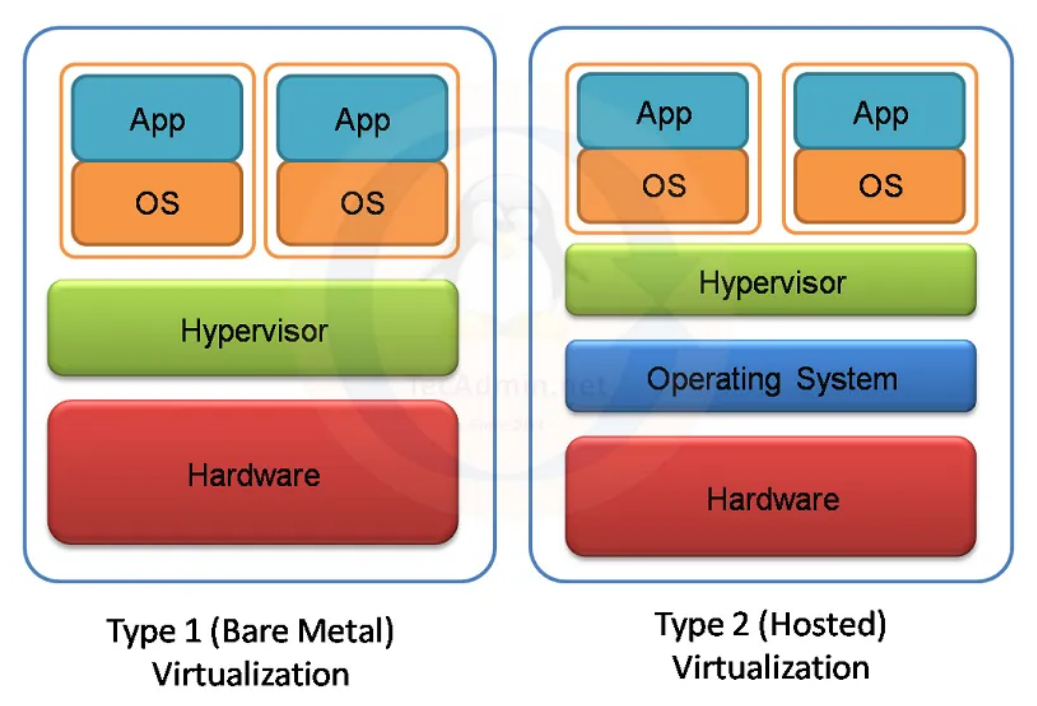 App
App
OS
OS
Hypervisor
Hardware
Type 1 (Bare Metal)
Virtualization
App
App
OS
OS
Hypervisor
Operating System
Hardware
Type 2 (Hosted)
Virtualization
TecAdmin.net